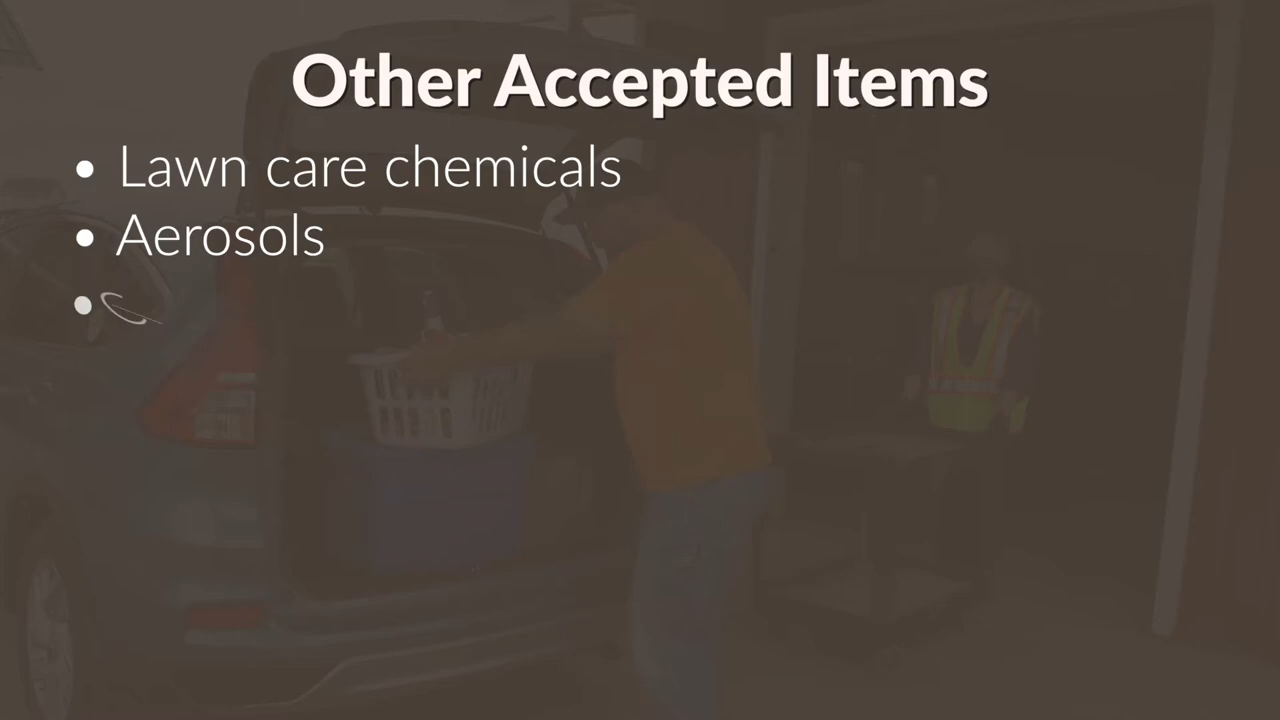 Other Accepted Items
• Lawn care chemicals
• Aerosols
•